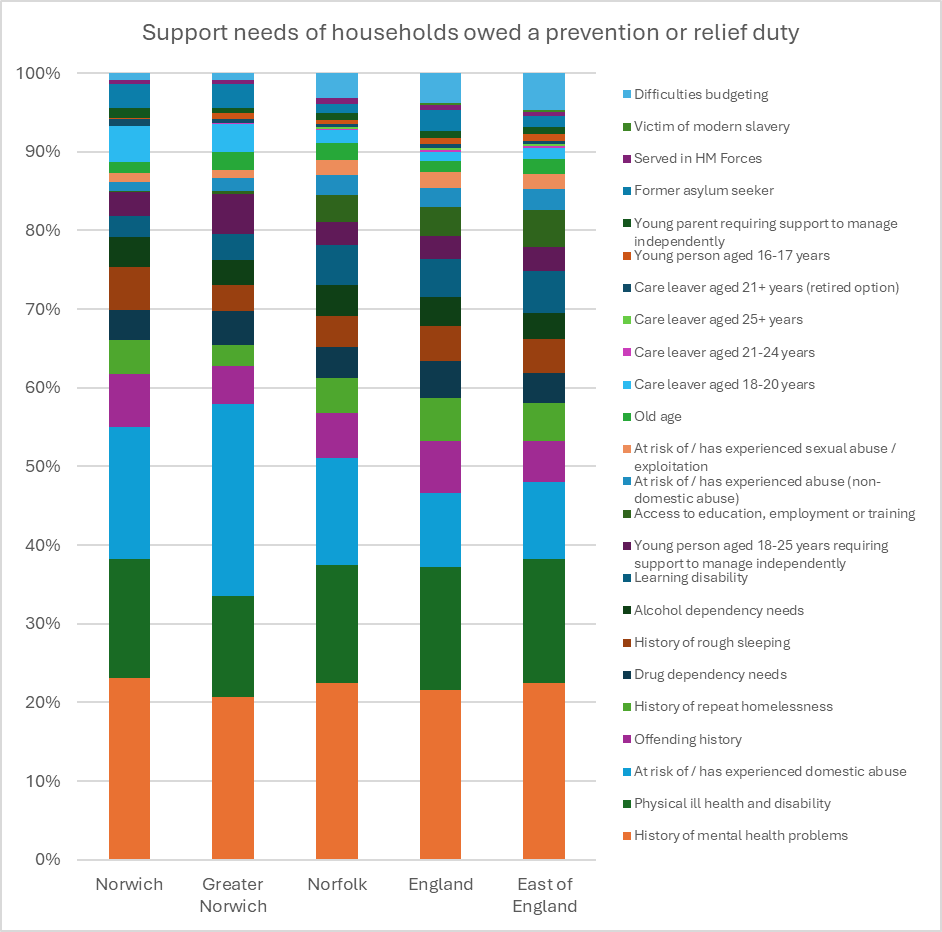 Support needs of households owed a prevention or relief duty
100%
90%
80%
70%
60%
50%
40%
30%
20%
10%
0%
Norwich
Greater
Norwich
Norfolk
England
East of
England
Difficulties budgeting
Victim of modern slavery
Served in HM Forces
Former asylum seeker
Young parent requiring support to manage
independently
Young person aged 16-17 years
Care leaver aged 21+ years (retired option)
Care leaver aged 25+ years
Care leaver aged 21-24 years
Care leaver aged 18-20 years
Old age
At risk of / has experienced sexual abuse /
exploitation
At risk of / has experienced abuse (non-
domestic abuse)
Access to education, employment or training
Young person aged 18-25 years requiring
support to manage independently
Learning disability
Alcohol dependency needs
History of rough sleeping
Drug dependency needs
History of repeat homelessness
Offending history
At risk of / has experienced domestic abuse
Physical ill health and disability
History of mental health problems